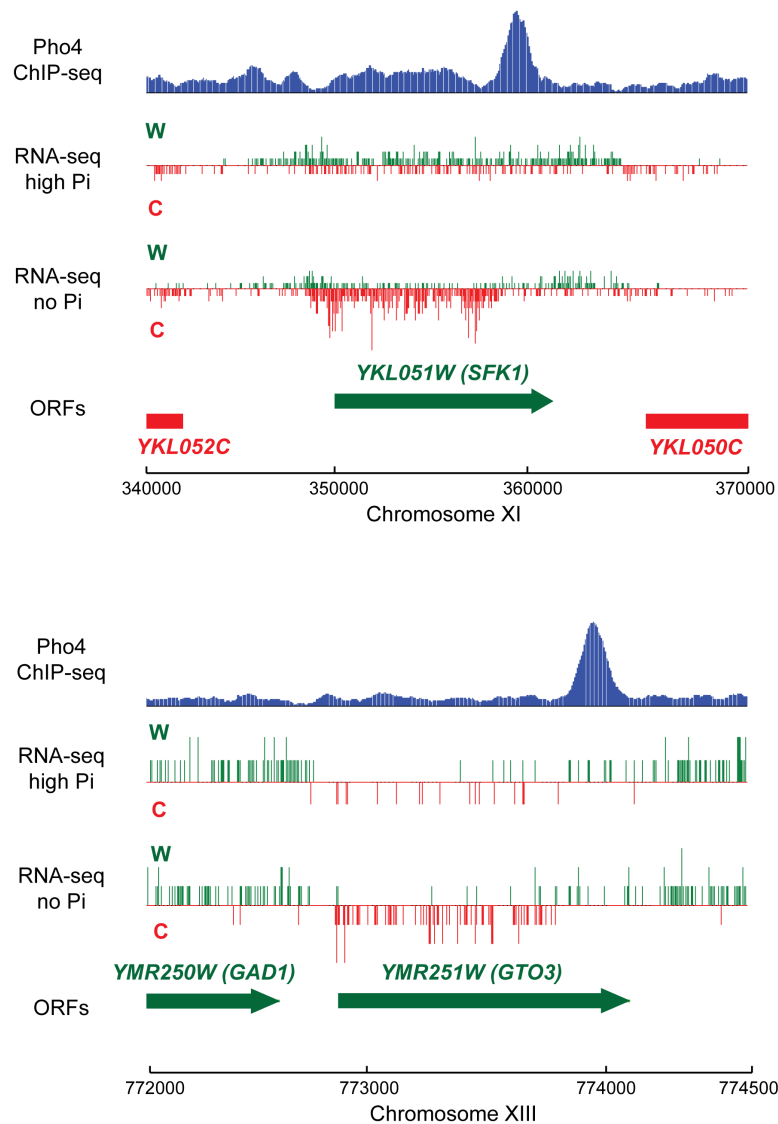 Pho4
ChIP-seq
W
RNA-seq
high Pi
C
W
RNA-seq
no Pi
C
YKL051W (SFK1)
ORFs
YKL052C
YKL050C
340000
350000
360000
370000
Chromosome XI
Pho4
ChIP-seq
W
RNA-seq
high Pi
C
W
RNA-seq
no Pi
C
YMR250W (GAD1)
YMR251W (GTO3)
ORFs
772000
773000
774000
774500
Chromosome XIII